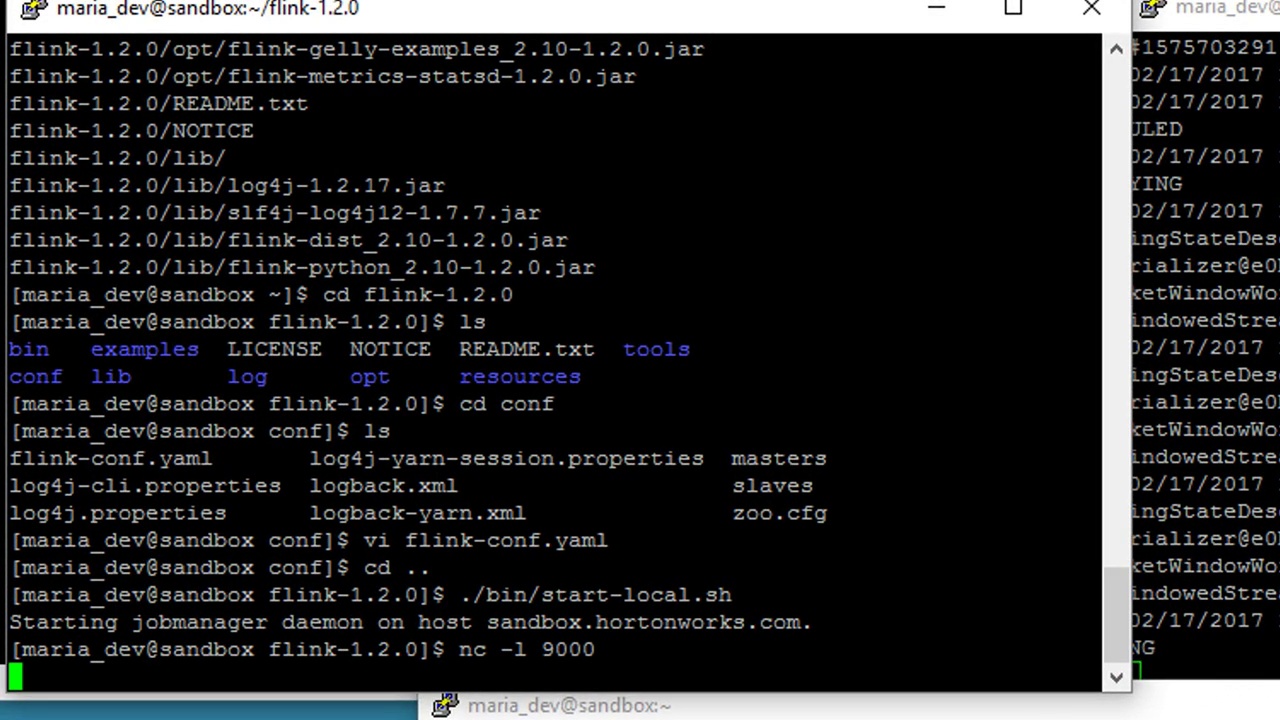 maria_dev@sandbox:~/flink-1.2.0
flink-1.2.0/opt/flink-gelly-examples_2.10-1.2.0.jar
flink-1.2.0/opt/flink-metrics-statsd-1.2.0.jar
flink-1.2.0/README.txt
flink-1.2.0/NOTICE
flink-1.2.0/lib/
flink-1.2.0/lib/log4j-1.2.17.jar
flink-1.2.0/lib/slf4j-log4j12-1.7.7.jar
flink-1.2.0/lib/flink-dist_2.10-1.2.0.jar
flink-1.2.0/lib/flink-python_2.10-1.2.0.jar
[maria_dev@sandbox ~]$ cd flink-1.2.0
[maria_dev@sandbox flink-1.2.0]$ ls
bin examples LICENSE NOTICE README.txt tools
conf lib log opt resources
[maria_dev@sandbox flink-1.2.0]$ cd conf
[maria_dev@sandbox conf]$ ls
flink-conf.yaml log4j-yarn-session.properties masters
log4j-cli.properties logback.xml slaves
log4j.properties logback-yarn.xml zoo.cfg
[maria_dev@sandbox conf]$ vi flink-conf.yaml
[maria_dev@sandbox conf]$ cd ..
[maria_dev@sandbox flink-1.2.0]$ ./bin/start-local.sh
Starting jobmanager daemon on host sandbox.hortonworks.com.
[maria_dev@sandbox flink-1.2.0]$ nc -l 9000
maria_dev@
#1575703291
02/17/2017
02/17/2017
ULED
02/17/2017
YING
02/17/2017
ingStateDes
rializer@e0
ketWindowWo
indowedStre
02/17/2017
ingStateDes
rializer@e0
ketWindowWo
indowedStre
02/17/2017
ingStateDes
rializer@e0
ketWindowWo
indowedStre
02/17/2017
NG
maria_dev@sandbox:~